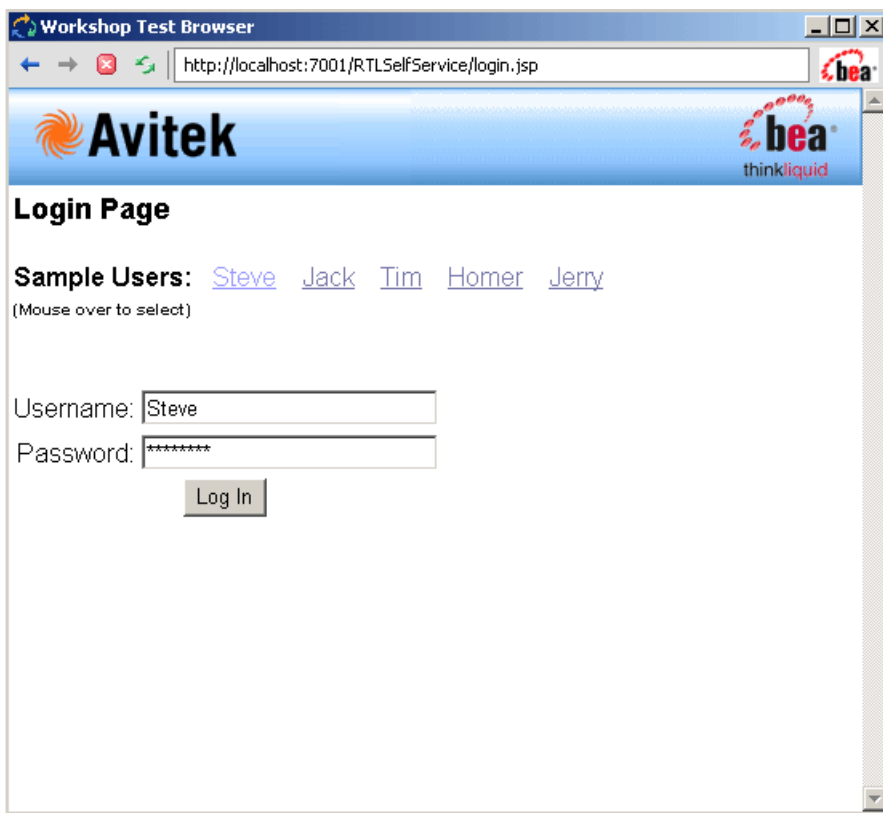 Workshop Test Browser
http://localhost:7001/RTLSelfService/login.jsp
bea
Avitek
bea
thinkliquid
Login Page
Sample Users: Steve Jack Tim Homer Jerry
(Mouse over to select)
Username: Steve
Password: ********
Log In